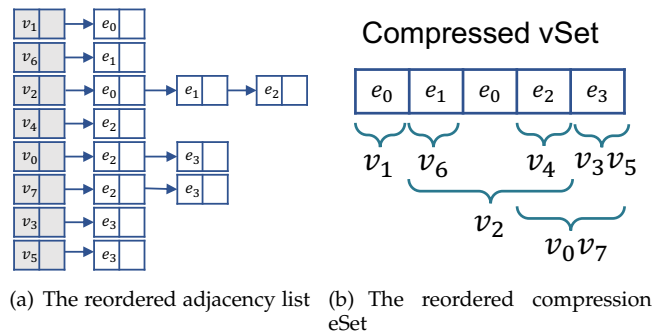 v₁ e₀
v₆ e₁
v₂ e₀ e₁ e₂
v₄ e₂
v₀ e₂ e₃
v₇ e₂ e₃
v₃ e₃
v₅ e₃
(a) The reordered adjacency list
Compressed vSet
e₀ e₁ e₀ e₂ e₃
v₁ v₆ v₄ v₃v₅
v₂
v₀v₇
(b) The reordered compression
eSet